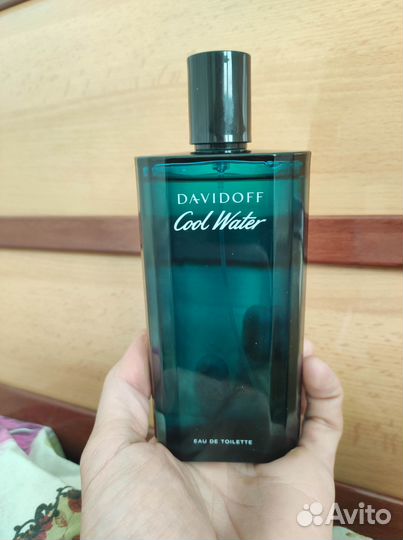 DAVIDOFF
Cool Water
EAU DE TOILETTE
Avito